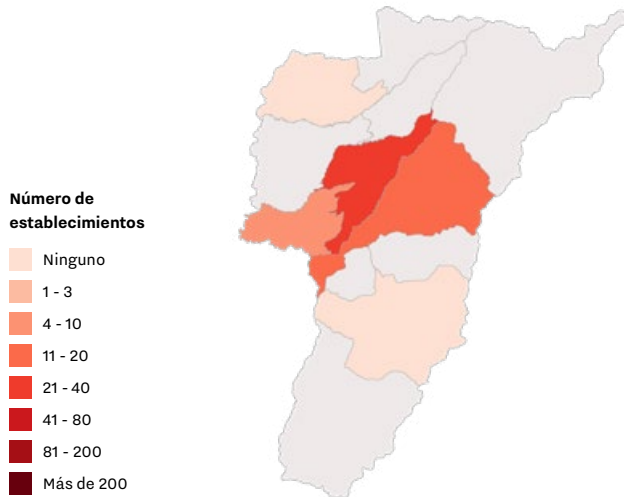 Número de
establecimientos
Ninguno
1 - 3
4 - 10
11 - 20
21 - 40
41 - 80
81 - 200
Más de 200